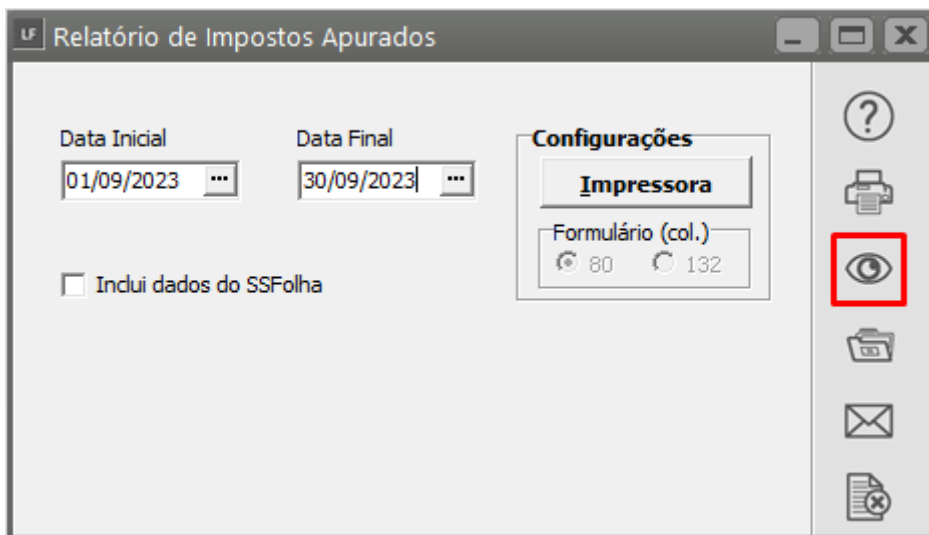 LF Relatório de Impostos Apurados
Data Inicial
Data Final
Configurações
01/09/2023 ...
30/09/2023 ...
Impressora
Formulário (col.)
80
132
Inclui dados do SSFolha
?